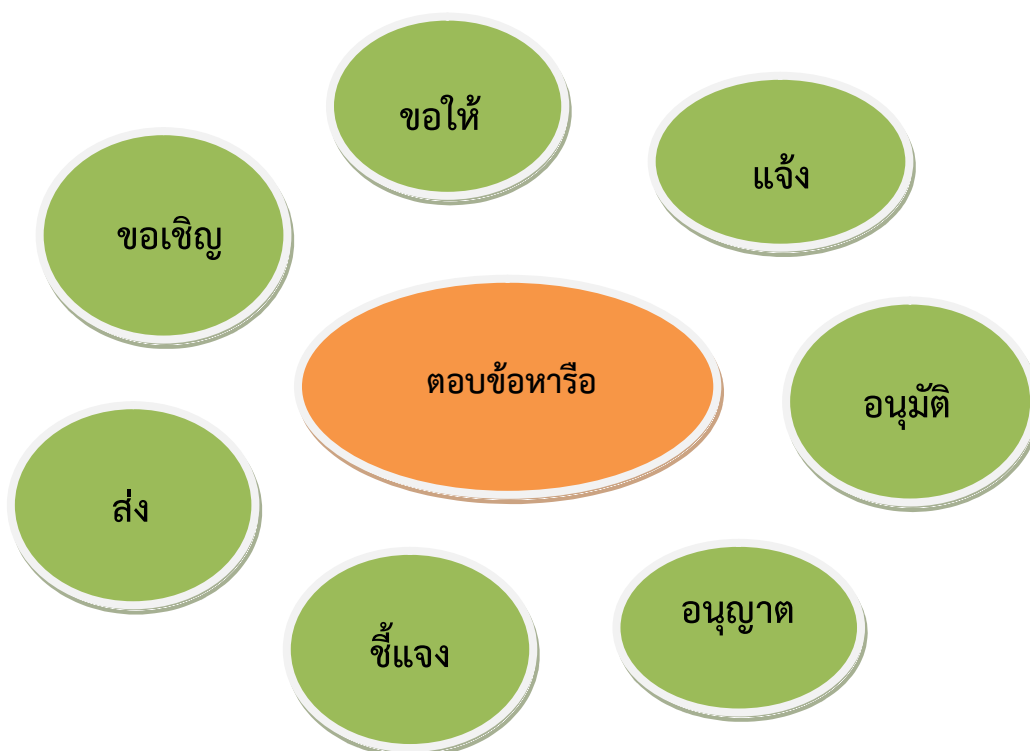 ขอให้
แจ้ง
ขอเชิญ
ตอบข้อหารือ
อนุมัติ
ส่ง
อนุญาต
ชี้แจง